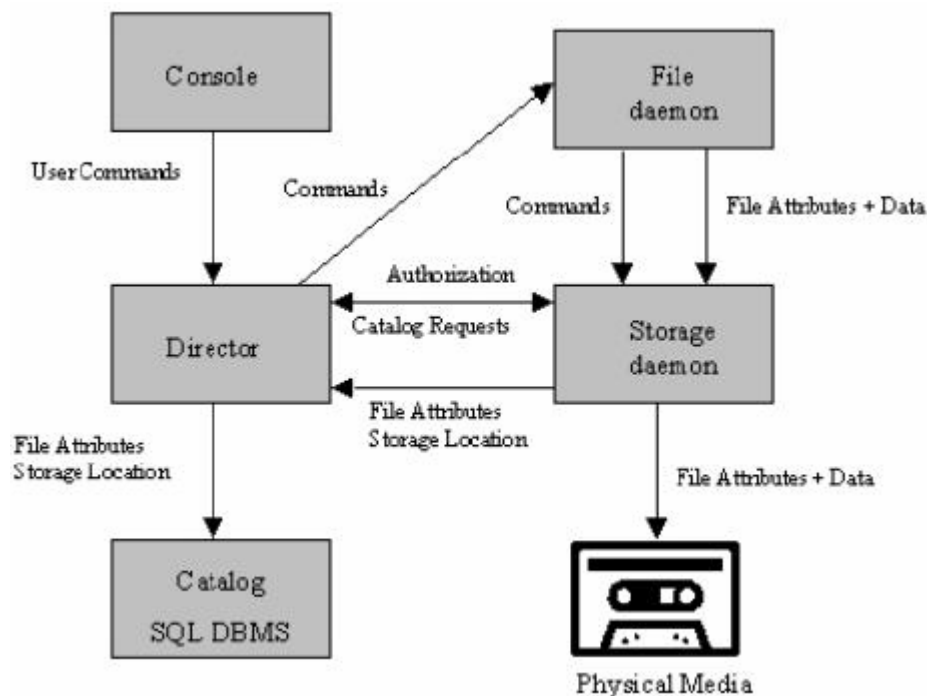 Console
File
daemon
User Commands
Commands
Commands
File Attributes + Data
Authorization
Director
Catalog Requests
Storage
daemon
File Attributes
Storage Location
File Attributes
Storage Location
File Attributes + Data
Catalog
SQL DBMS
Physical Media